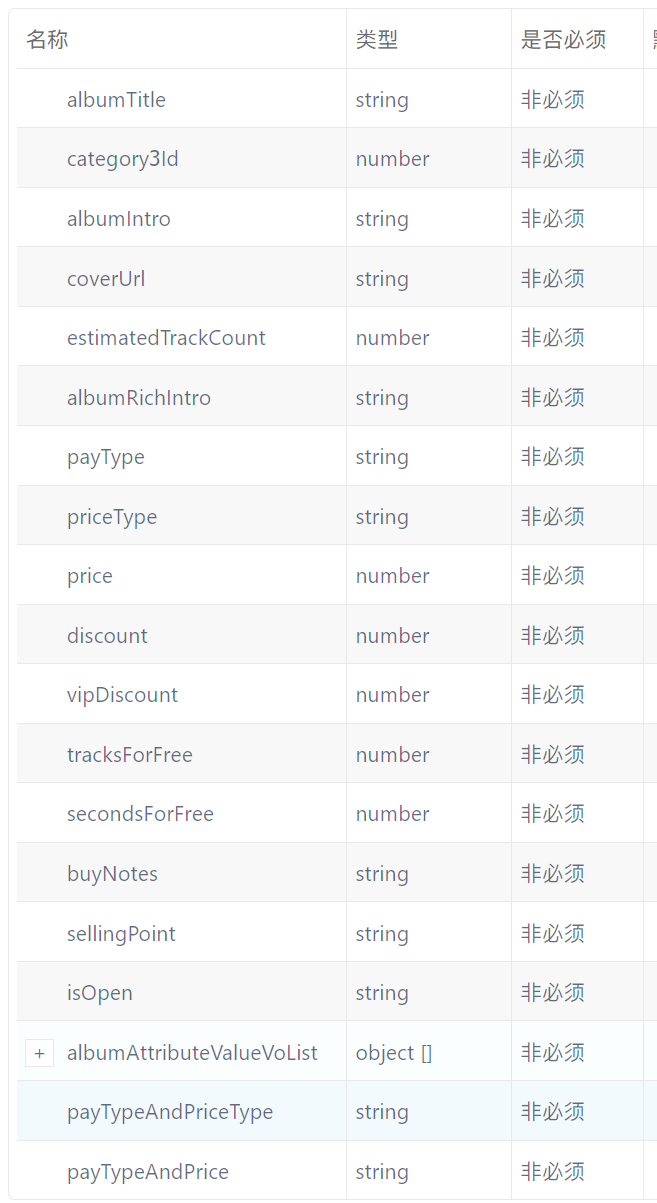 名称 类型 是否必须
albumTitle string 非必须
category3Id number 非必须
albumIntro string 非必须
coverUrl string 非必须
estimatedTrackCount number 非必须
albumRichIntro string 非必须
payType string 非必须
priceType string 非必须
price number 非必须
discount number 非必须
vipDiscount number 非必须
tracksForFree number 非必须
secondsForFree number 非必须
buyNotes string 非必须
sellingPoint string 非必须
isOpen string 非必须
+ albumAttributeValueVoList object [] 非必须
payTypeAndPriceType string 非必须
payTypeAndPrice string 非必须